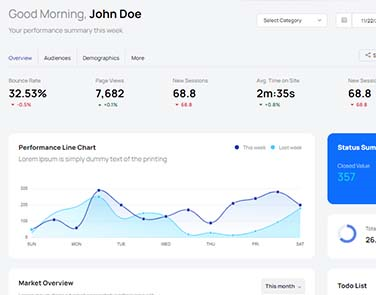 Good Morning, John Doe
Your performance summary this week
Select Category
11/22/
Overview
Audiences
Demographics
More
S
Bounce Rate
32.53%
-0.5%
Page Views
7,682
+0.1%
New Sessions
68.8
68.8
Avg. Time on Site
2m:35s
+0.8%
New Sessions
68.8
68.8
Performance Line Chart
Lorem Ipsum is simply dummy text of the printing
This week
Last week
SUN
MON
TUE
WED
THU
FRI
SAT
Status Sum
Closed Value
357
Tota
26.
Market Overview
This month
Todo List